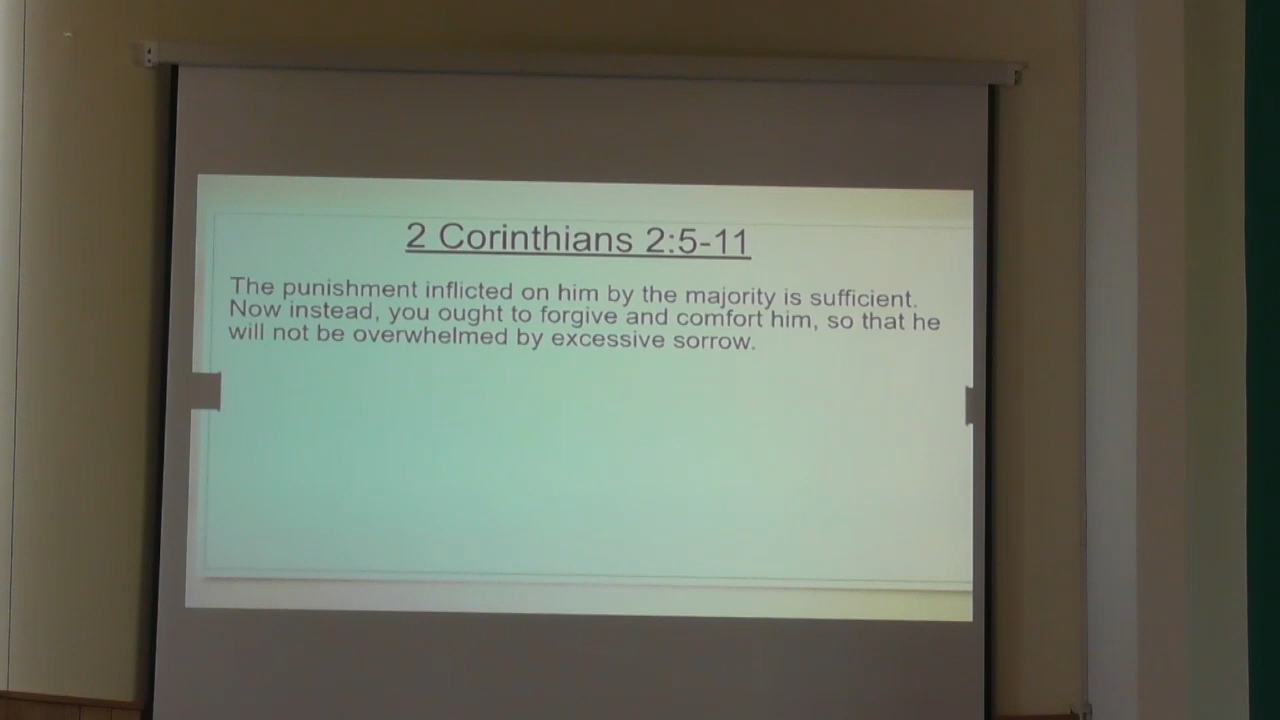 2 Corinthians 2:5-11
The punishment inflicted on him by the majority is sufficient.
Now instead, you ought to forgive and comfort him, so that he
will not be overwhelmed by excessive sorrow.